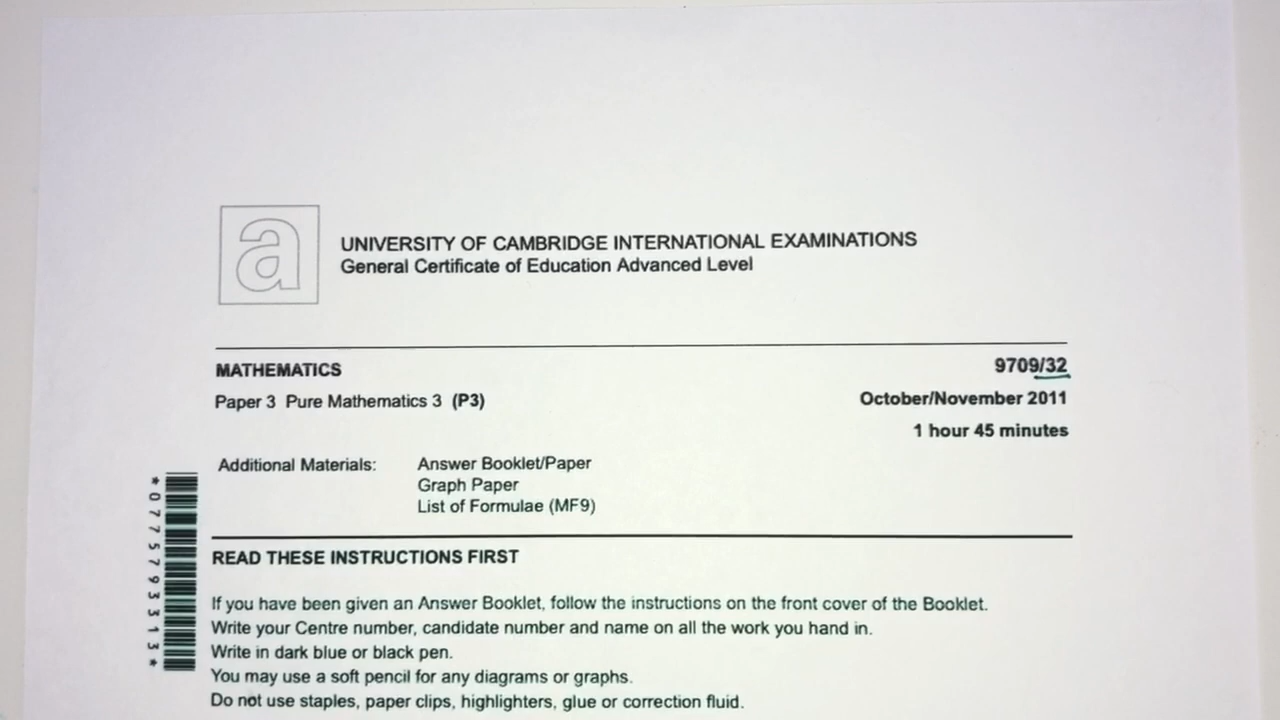 a
UNIVERSITY OF CAMBRIDGE INTERNATIONAL EXAMINATIONS
General Certificate of Education Advanced Level
MATHEMATICS
9709/32
Paper 3 Pure Mathematics 3 (P3)
October/November 2011
1 hour 45 minutes
Additional Materials: Answer Booklet/Paper
Graph Paper
List of Formulae (MF9)
*0775793313*
READ THESE INSTRUCTIONS FIRST
If you have been given an Answer Booklet, follow the instructions on the front cover of the Booklet.
Write your Centre number, candidate number and name on all the work you hand in.
Write in dark blue or black pen.
You may use a soft pencil for any diagrams or graphs.
Do not use staples, paper clips, highlighters, glue or correction fluid.